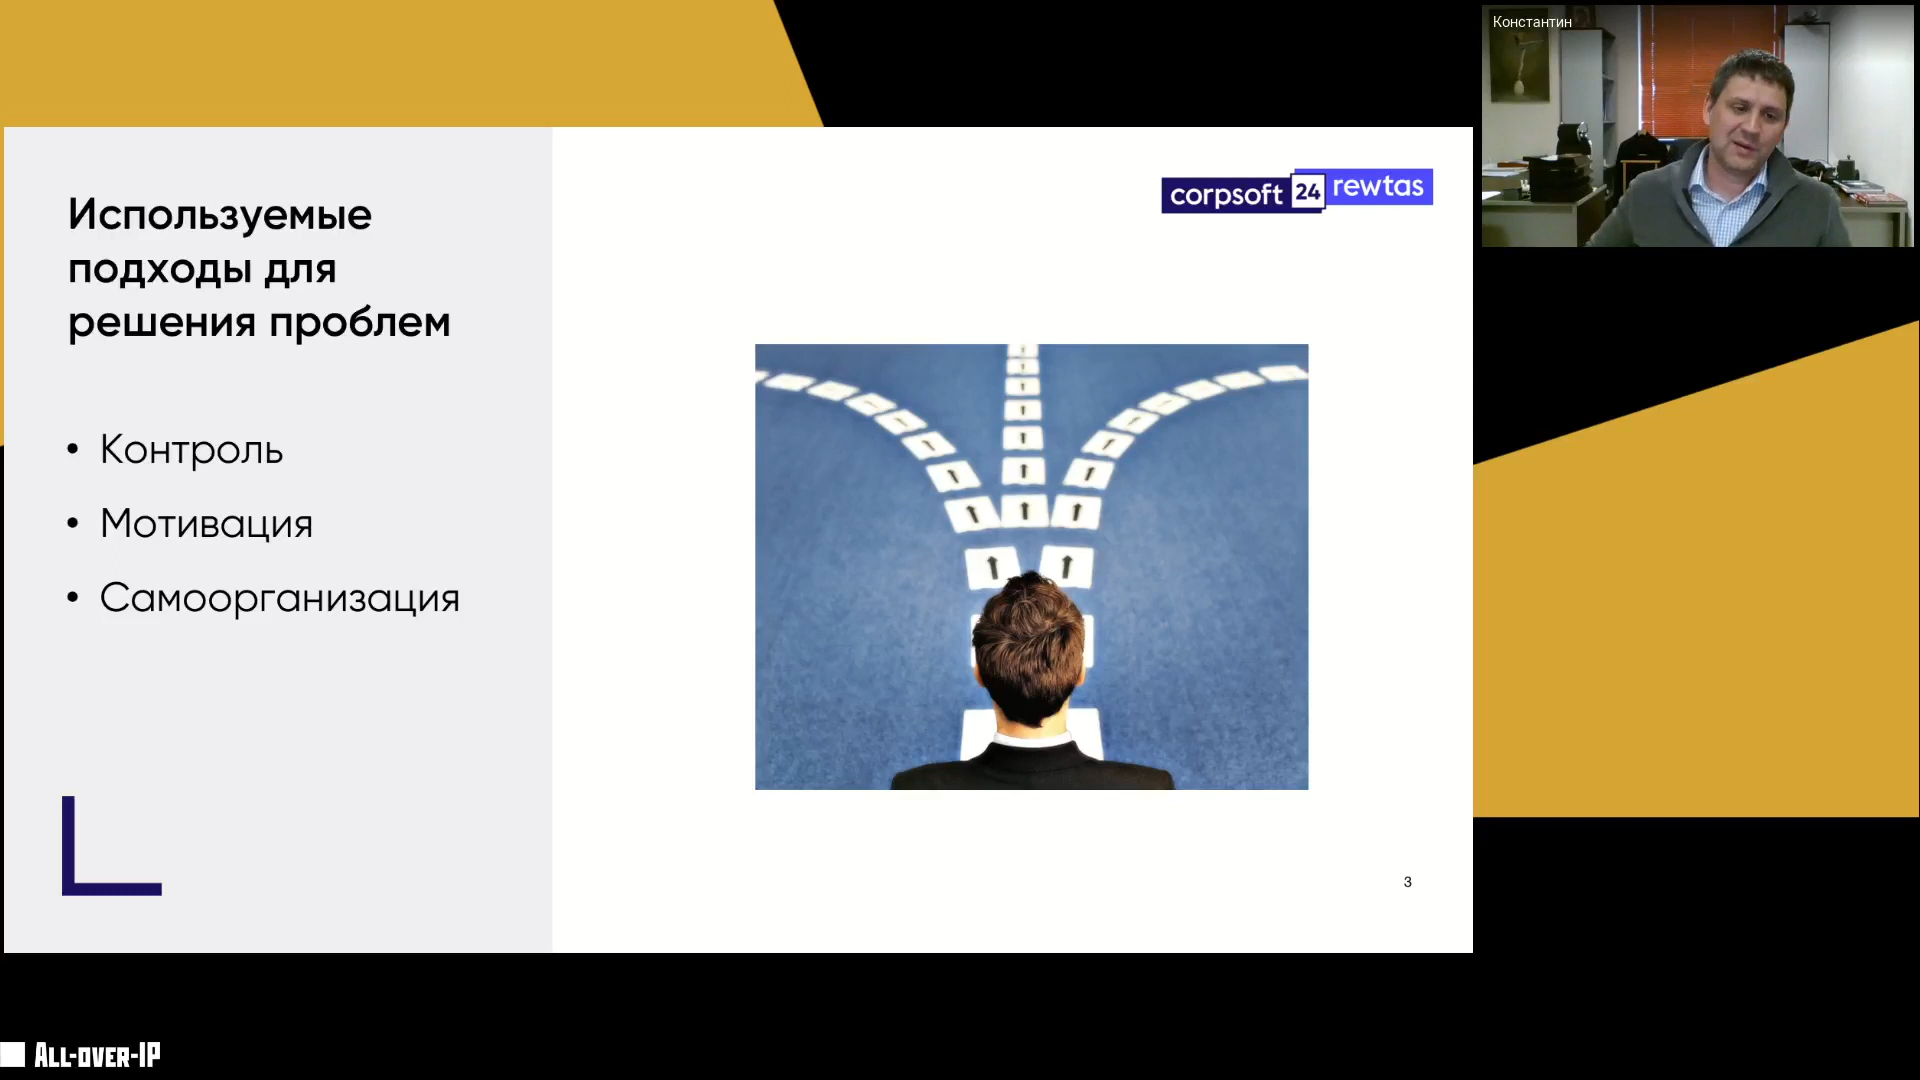 Константин
corpsoft 24 rewtas
Используемые
подходы для
решения проблем
• Контроль
• Мотивация
• Самоорганизация
3
All-over-IP